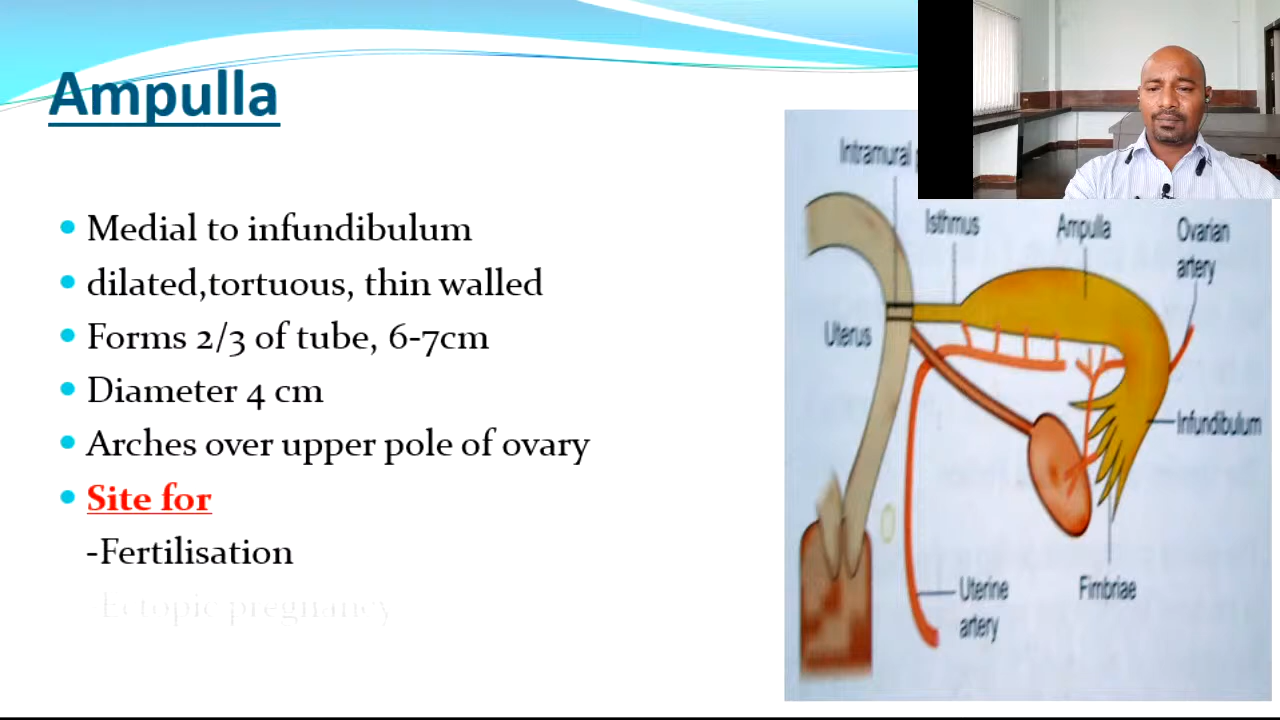 Ampulla
Medial to infundibulum
dilated,tortuous, thin walled
Forms 2/3 of tube, 6-7cm
Diameter 4 cm
Arches over upper pole of ovary
Site for
-Fertilisation
Ectopic pregnancy
Intramural
Isthmus
Ampulla
Ovarian
artery
Uterus
Infundibulum
Uterine
artery
Fimbriae